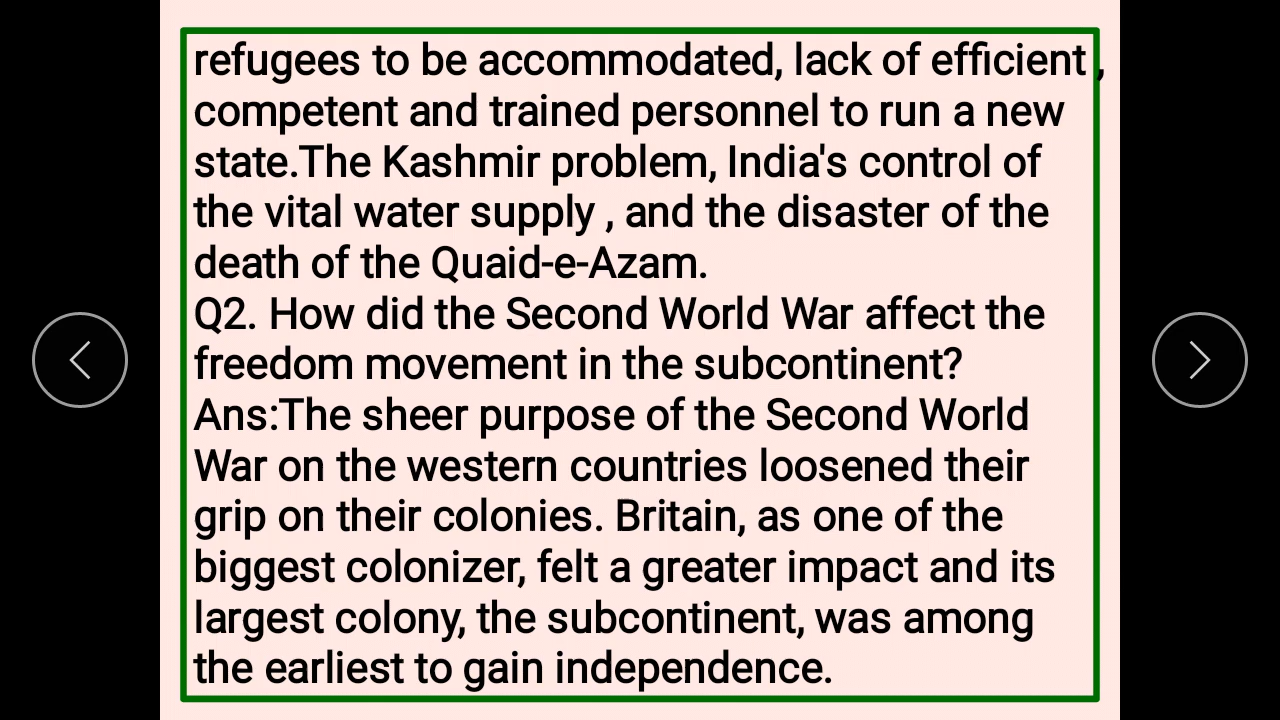 refugees to be accommodated, lack of efficient ,
competent and trained personnel to run a new
state.The Kashmir problem, India's control of
the vital water supply , and the disaster of the
death of the Quaid-e-Azam.
Q2. How did the Second World War affect the
freedom movement in the subcontinent?
Ans:The sheer purpose of the Second World
War on the western countries loosened their
grip on their colonies. Britain, as one of the
biggest colonizer, felt a greater impact and its
largest colony, the subcontinent, was among
the earliest to gain independence.